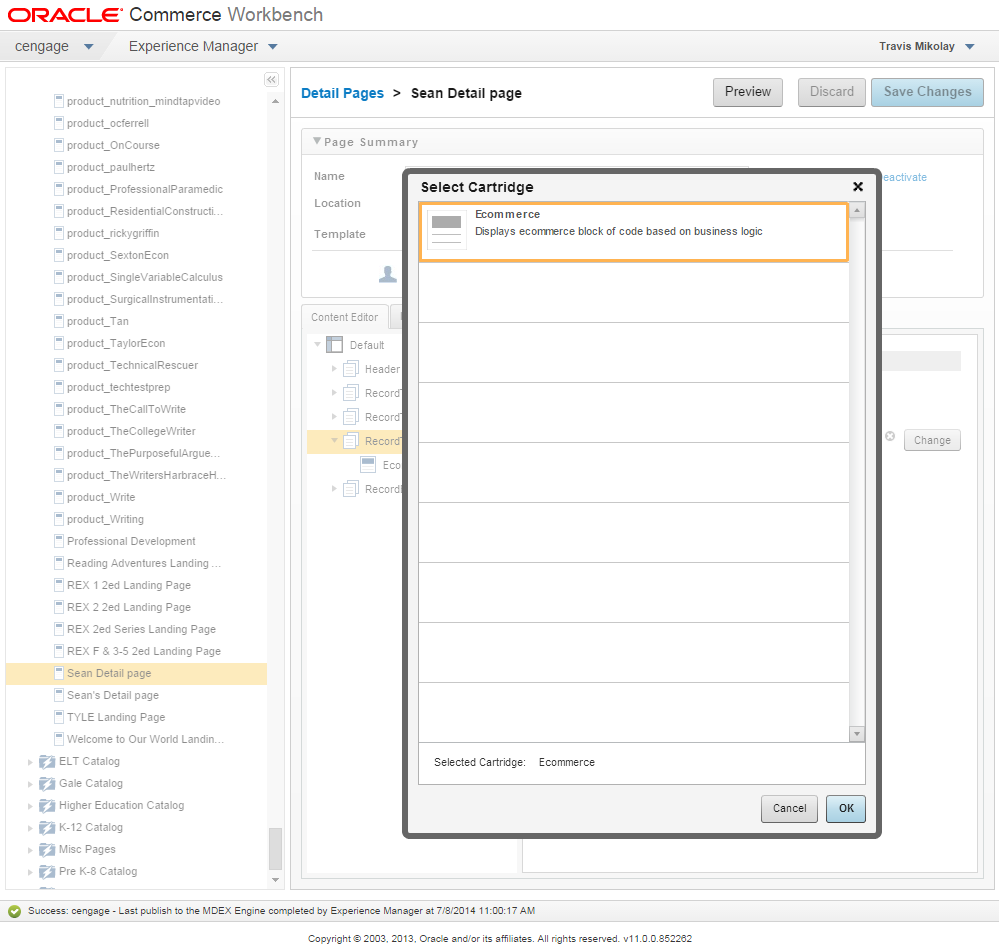 ORACLE Commerce Workbench
cengage Experience Manager Travis Mikolay
product_nutrition_mindtapvideo
product_ocferrell
product_OnCourse
product_paulhertz
product_ProfessionalParamedic
product_ResidentialConstructi...
product_rickygriffin
product_SextonEcon
product_SingleVariableCalculus
product_SurgicalInstrumentati...
product_Tan
product_TaylorEcon
product_TechnicalRescuer
product_techtestprep
product_TheCallToWrite
product_TheCollegeWriter
product_ThePurposefulArgue...
product_TheWritersHarbraceH...
product_Write
product_Writing
Professional Development
Reading Adventures Landing ...
REX 1 2ed Landing Page
REX 2 2ed Landing Page
REX 2ed Series Landing Page
REX F & 3-5 2ed Landing Page
Sean Detail page
Sean's Detail page
TYLE Landing Page
Welcome to Our World Landin...
ELT Catalog
Gale Catalog
Higher Education Catalog
K-12 Catalog
Misc Pages
Pre K-8 Catalog
Detail Pages > Sean Detail page
Preview Discard Save Changes
Page Summary
Name
Location
Template
eactivate
Content Editor
Default
Header
Record
Record
Record
Eco
Record
Change
Select Cartridge
Ecommerce
Displays ecommerce block of code based on business logic
Selected Cartridge: Ecommerce
Cancel OK
Success: cengage - Last publish to the MDEX Engine completed by Experience Manager at 7/8/2014 11:00:17 AM
Copyright © 2003, 2013, Oracle and/or its affiliates. All rights reserved. v11.0.0.852262